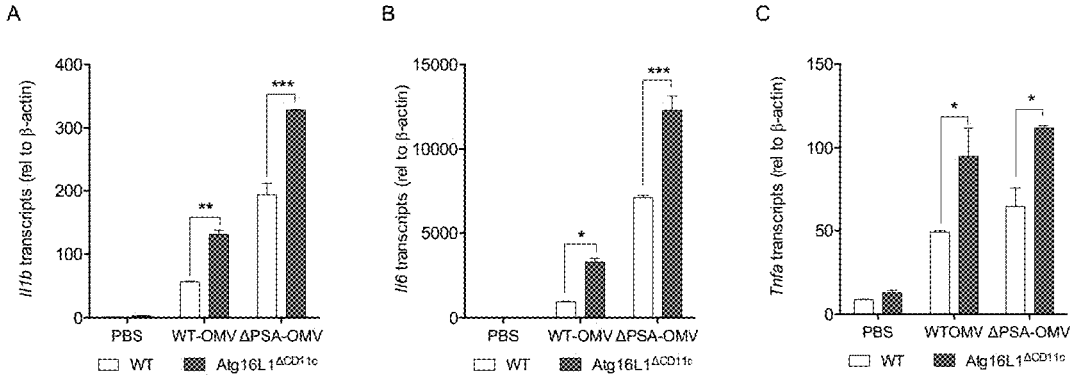 A
Il1b transcripts (rel to β-actin)
400
300
200
100
0
**
***
PBS
WT-OMV
ΔPSA-OMV
WT
Atg16L1ΔCD11c
B
Il6 transcripts (rel to β-actin)
15000
10000
5000
0
*
***
PBS
WT-OMV
ΔPSA-OMV
WT
Atg16L1ΔCD11c
C
Tnfa transcripts (rel to β-actin)
150
100
50
0
*
*
PBS
WTOMV
ΔPSA-OMV
WT
Atg16L1ΔCD11c